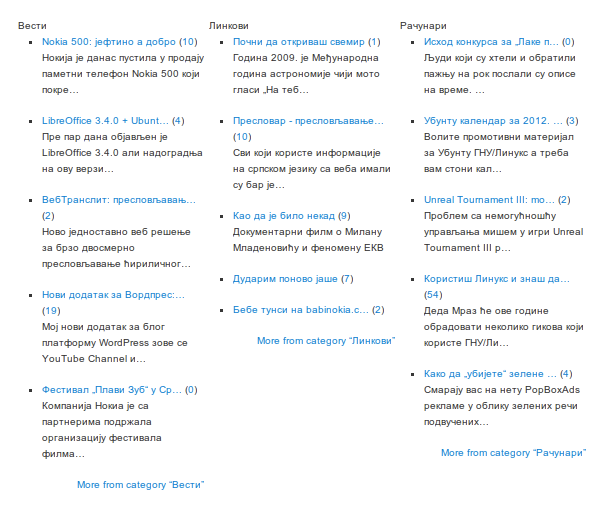 Вести
Nokia 500: јефтино а добро (10)
Нокија је данас пустила у продају
паметни телефон Nokia 500 који
покре...
LibreOffice 3.4.0 + Ubunt... (4)
Пре пар дана објављен је
LibreOffice 3.4.0 али надоградња
на ову верзи...
ВебТранслит: пресловљавањ...
(2)
Ново једноставно веб решење
за брзо двосмерно
пресловљавање ћириличног...
Нови додатак за Вордпрес:...
(19)
Мој нови додатак за блог
платформу WordPress зове се
YouTube Channel и...
Фестивал „Плави Зуб“ у Ср... (0)
Компанија Нокиа је са
партнерима подржала
организацију фестивала
филма...
More from category “Вести”
Линкови
Почни да откриваш свемир (1)
Година 2009. је Међународна
година астрономије чији мото
гласи „На теб...
Пресловар - пресловљавање...
(10)
Сви који користе информације
на српском језику са веба имали
су бар је...
Као да је било некад (9)
Документарни филм о Милану
Младеновићу и феномену ЕКВ
Дударим поново јаше (7)
Бебе тунси на babinokia.c... (2)
More from category “Линкови”
Рачунари
Исход конкурса за „Лаке п... (0)
Људи који су хтели и обратили
пажњу на рок послали су описе
на време. ...
Убунту календар за 2012. ... (3)
Волите промотивни материјал
за Убунту ГНУ/Линукс а треба
вам стони кал...
Unreal Tournament III: mo... (2)
Проблем са немогућношћу
управљања мишем у игри Unreal
Tournament III р...
Користиш Линукс и знаш да...
(54)
Деда Мраз ће ове године
обрадовати неколико гикова који
користе ГНУ/Ли...
Како да „убијете“ зелене ... (4)
Смарају вас на нету PopBoxAds
рекламе у облику зелених речи
подвучених...
More from category “Рачунари”